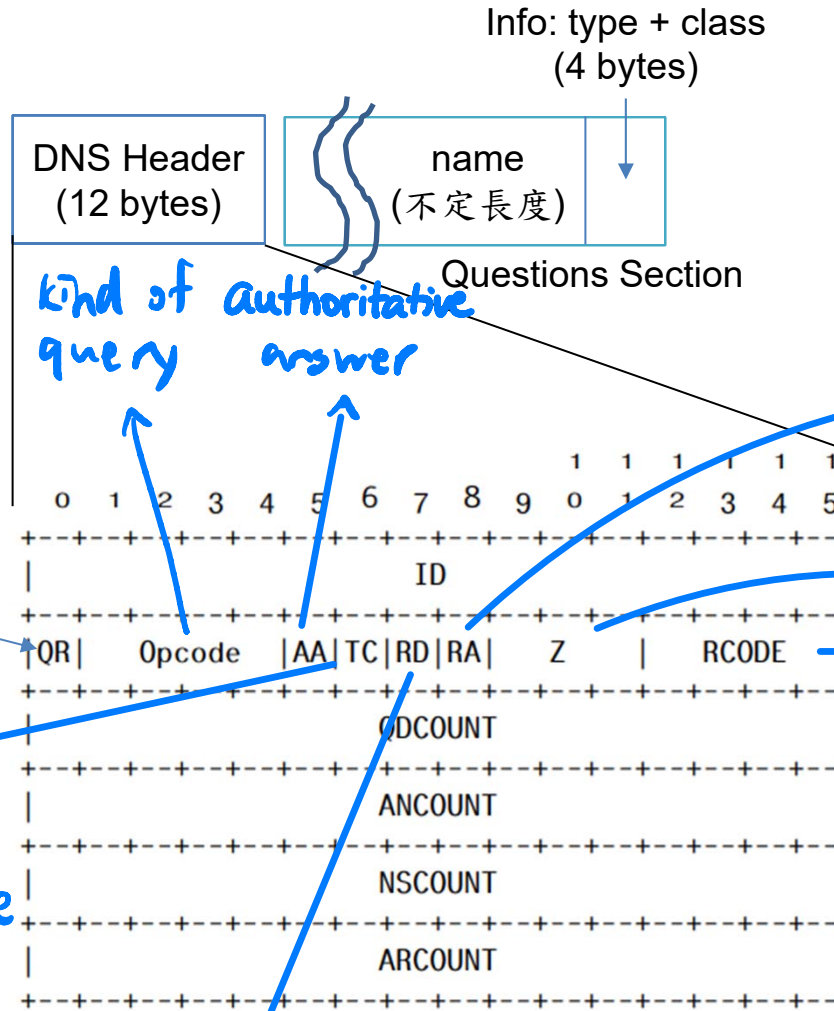 Info: type + class
(4 bytes)
DNS Header
(12 bytes)
name
(不定長度)
Questions Section
kind of authoritative
query answer
1 1 1 1 1 1
0 1 2 3 4 5 6 7 8 9 0 1 2 3 4 5
+--+--+--+--+--+--+--+--+--+--+--+--+--+--+--+--
| ID
+--+--+--+--+--+--+--+--+--+--+--+--+--+--+--+--
|QR| Opcode |AA|TC|RD|RA| Z | RCODE
+--+--+--+--+--+--+--+--+--+--+--+--+--+--+--+--
| QDCOUNT
+--+--+--+--+--+--+--+--+--+--+--+--+--+--+--+--
| ANCOUNT
+--+--+--+--+--+--+--+--+--+--+--+--+--+--+--+--
| NSCOUNT
+--+--+--+--+--+--+--+--+--+--+--+--+--+--+--+--
| ARCOUNT
+--+--+--+--+--+--+--+--+--+--+--+--+--+--+--+--